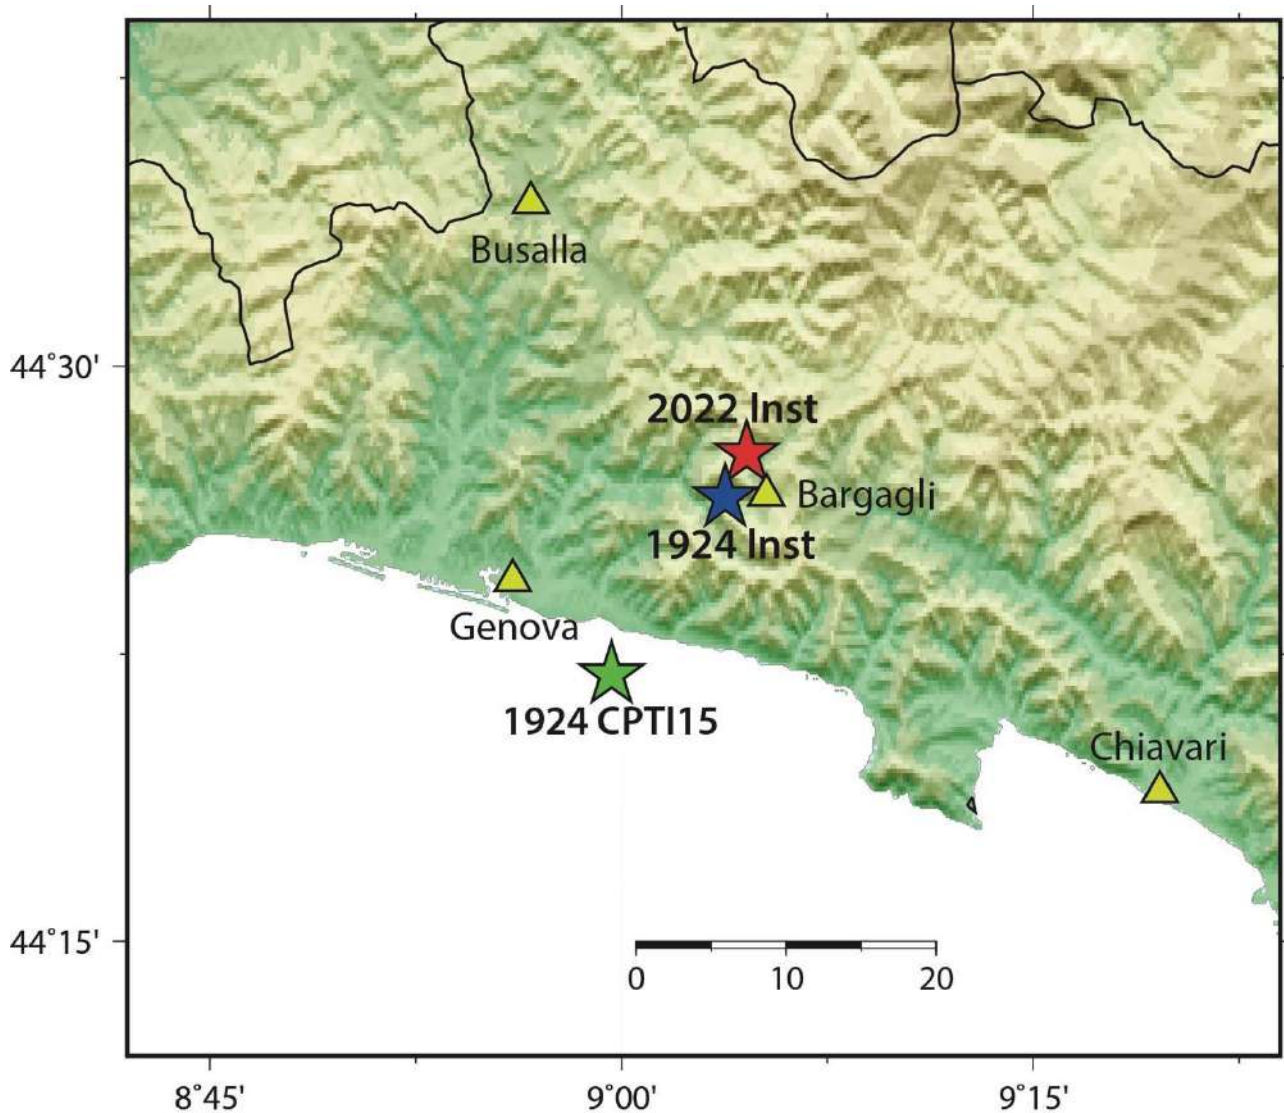 Busalla
44°30'
2022 Inst
Bargagli
1924 Inst
Genova
1924 CPTI15
Chiavari
44°15'
0
10
20
8°45'
9°00'
9°15'